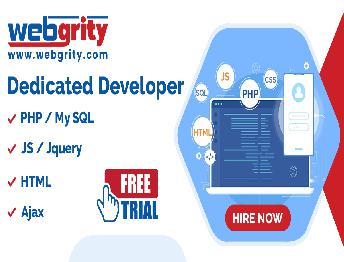 webgrity
www.webgrity.com
Dedicated Developer
PHP / My SQL
JS / Jquery
HTML
Ajax
FREE
TRIAL
SQL
JS
PHP
CSS
HTML
HIRE NOW